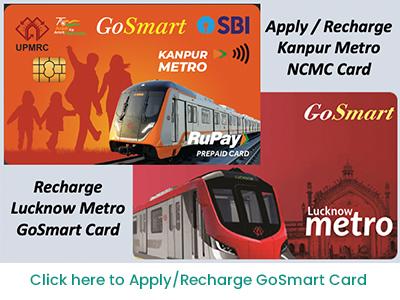 GoSmart
SBI
UPMRC
KANPUR
METRO
RuPay
PREPAID CARD
Apply / Recharge
Kanpur Metro
NCMC Card
Recharge
Lucknow Metro
GoSmart Card
GoSmart
Lucknow
metro
Click here to Apply/Recharge GoSmart Card